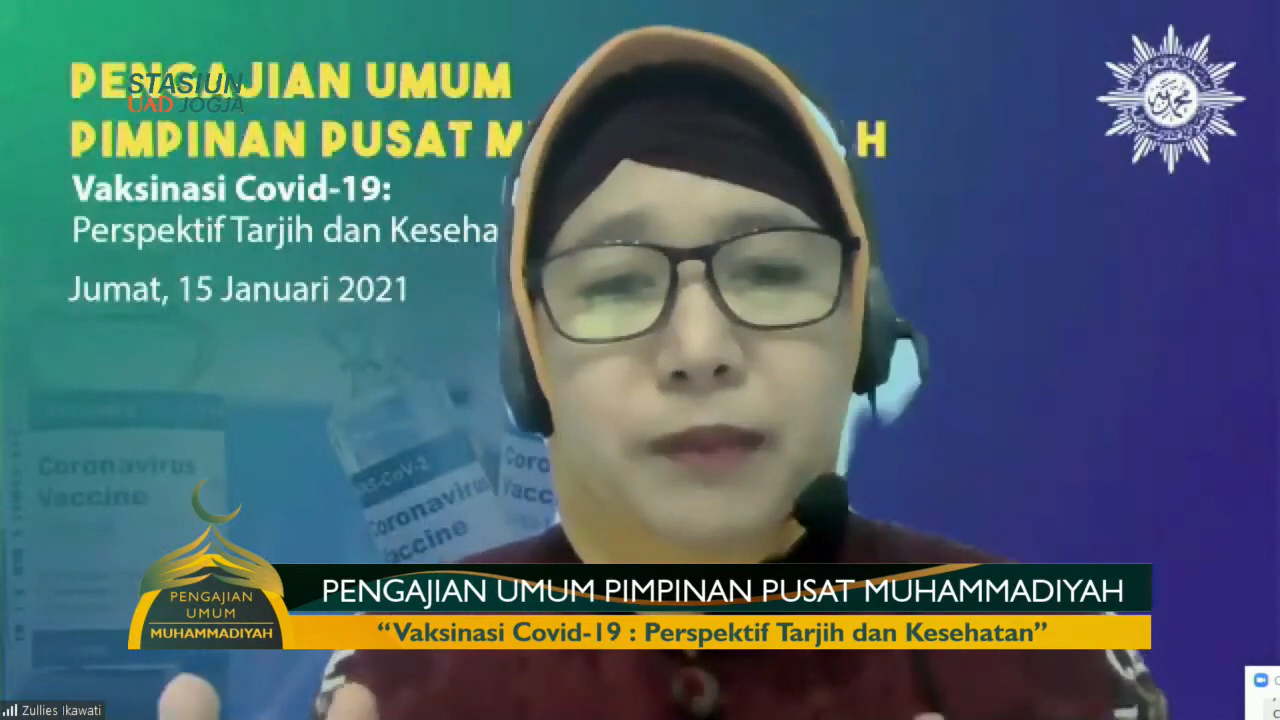 PENGAJIAN UMUM
STASIUN
UAD JOGJA
PIMPINAN PUSAT M H
Vaksinasi Covid-19:
Perspektif Tarjih dan Keseha
Jumat, 15 Januari 2021
Coronavirus
Vaccine
Coronavirus
Vaccine
PENGAJIAN
UMUM
MUHAMMADIYAH
PENGAJIAN UMUM PIMPINAN PUSAT MUHAMMADIYAH
“Vaksinasi Covid-19 : Perspektif Tarjih dan Kesehatan”
Zullies Ikawati